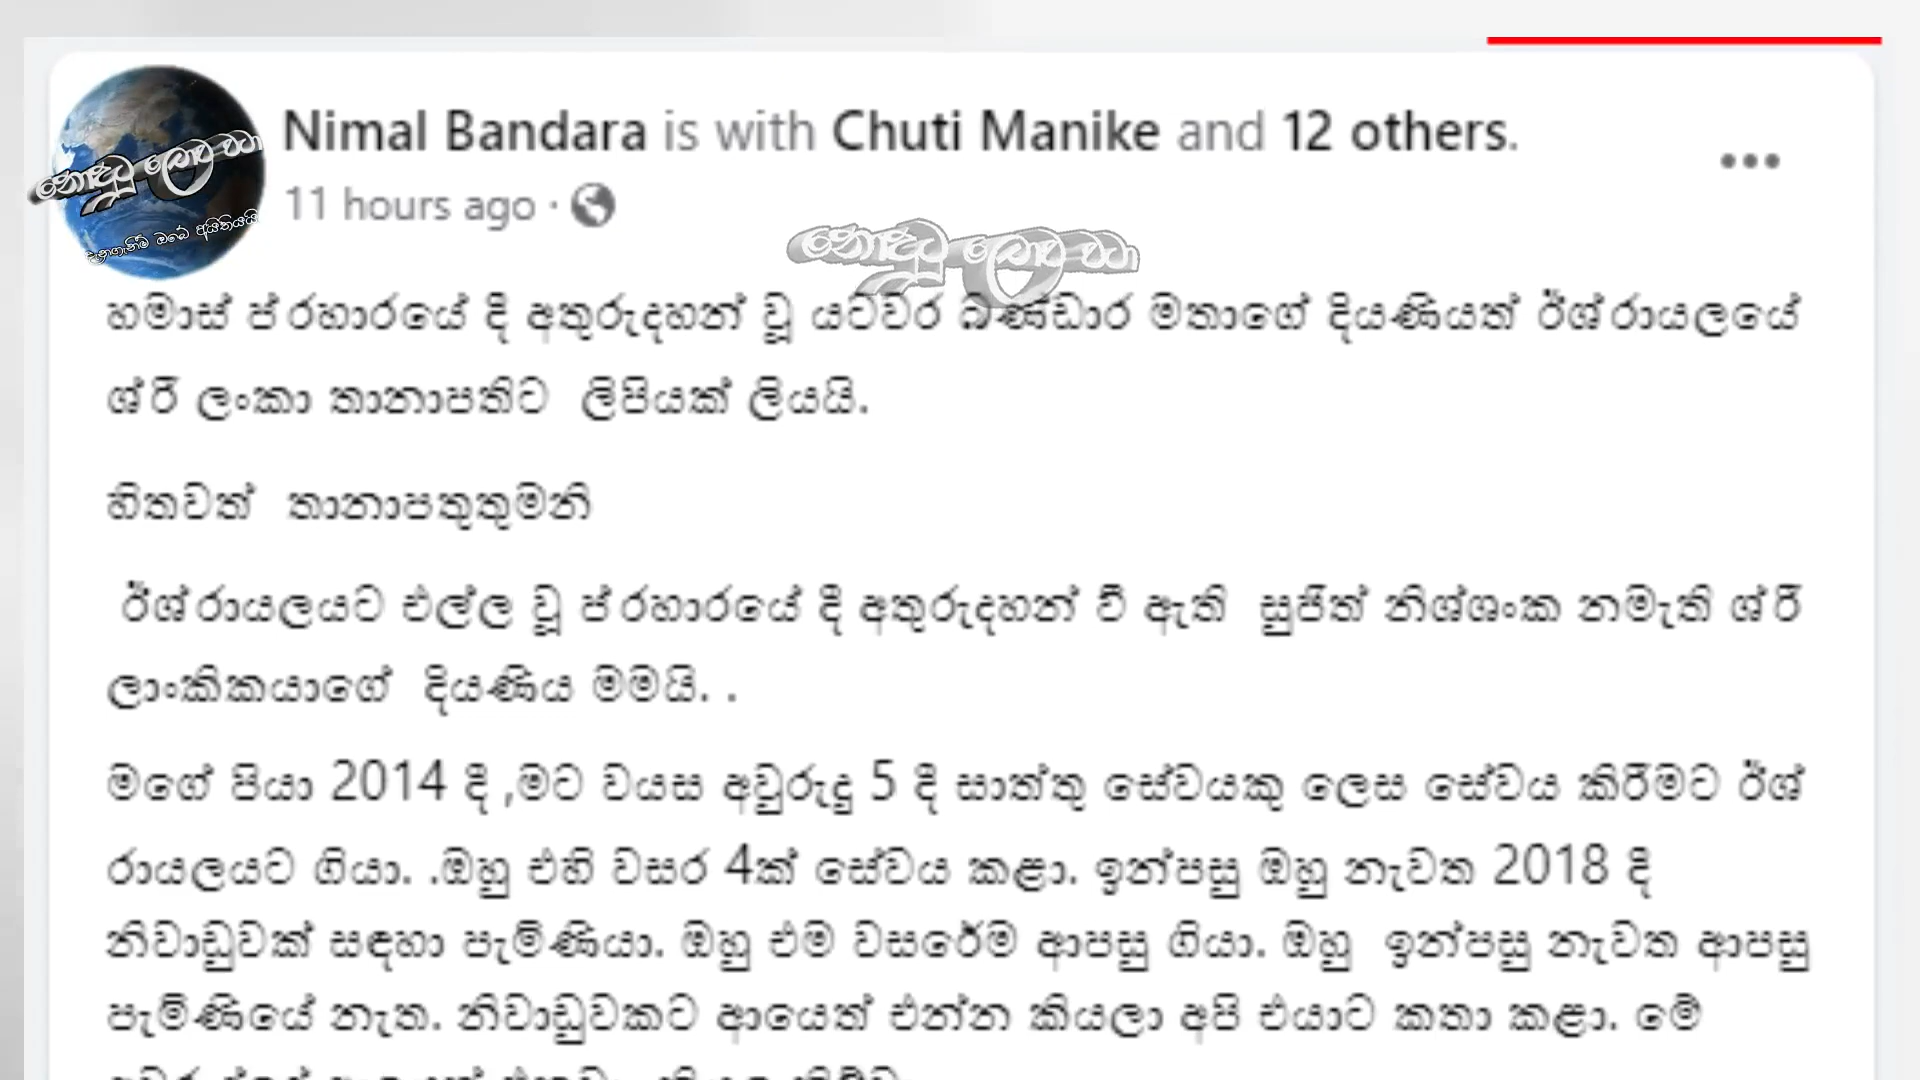 Nimal Bandara is with Chuti Manike and 12 others.
11 hours ago
නොදුටු ලොව වටා
නොදුටු ලොව වටා
හමාස් ප්‍රහාරයේ දී අතුරුදහන් වූ යටවර බණ්ඩාර මතාගේ දියණියත් ඊශ්‍රායලයේ
ශ්‍රී ලංකා තානාපතිට ලිපියක් ලියයි.
හිතවත් තානාපතුතුමනි
ඊශ්‍රායලයට එල්ල වූ ප්‍රහාරයේ දී අතුරුදහන් වී ඇති සුජිත් නිශ්ශංක නමැති ශ්‍රී
ලාංකිකයාගේ දියණිය මමයි. .
මගේ පියා 2014 දී ,මට වයස අවුරුදු 5 දී සාත්තු සේවයකු ලෙස සේවය කිරීමට ඊශ්
රායලයට ගියා. .ඔහු එහි වසර 4ක් සේවය කළා. ඉන්පසු ඔහු නැවත 2018 දී
නිවාඩුවක් සඳහා පැමිණියා. ඔහු එම වසරේම ආපසු ගියා. ඔහු ඉන්පසු නැවත ආපසු
පැමිණියේ නැත. නිවාඩුවකට ආයෙත් එන්න කියලා අපි එයාට කතා කළා. මේ